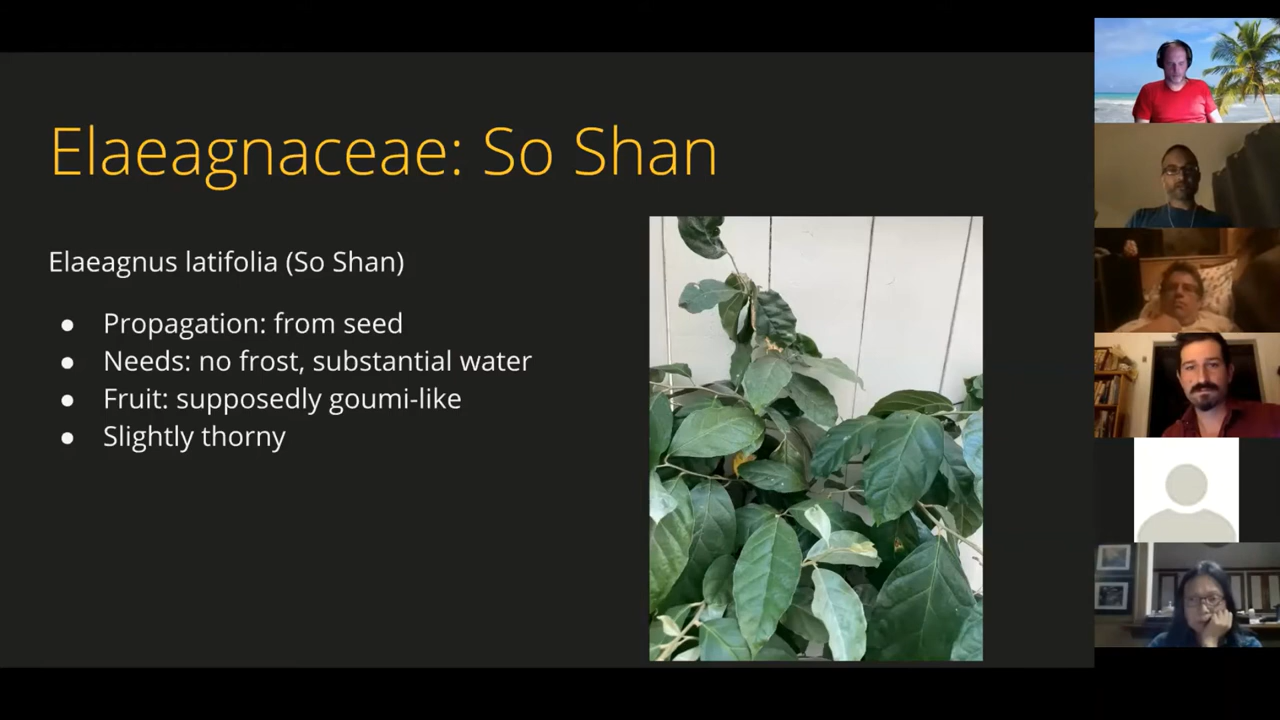 Elaeagnaceae: So Shan
Elaeagnus latifolia (So Shan)
● Propagation: from seed
● Needs: no frost, substantial water
● Fruit: supposedly goumi-like
● Slightly thorny